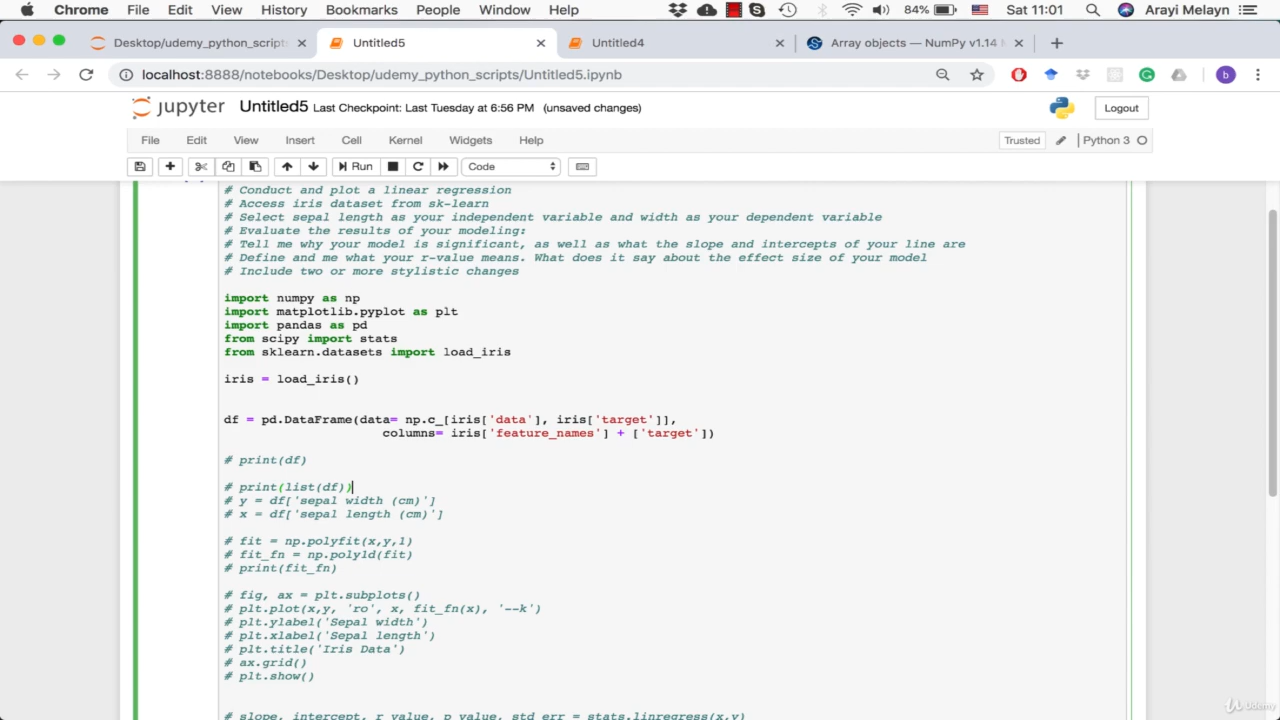 Chrome File Edit View History Bookmarks People Window Help 84% Sat 11:01 Arayi Melayn
Desktop/udemy_python_scripts Untitled5 Untitled4 Array objects — NumPy v1.14 M
localhost:8888/notebooks/Desktop/udemy_python_scripts/Untitled5.ipynb b
jupyter Untitled5 Last Checkpoint: Last Tuesday at 6:56 PM (unsaved changes) Logout
File Edit View Insert Cell Kernel Widgets Help Trusted Python 3
Run Code
# Conduct and plot a linear regression
# Access iris dataset from sk-learn
# Select sepal length as your independent variable and width as your dependent variable
# Evaluate the results of your modeling:
# Tell me why your model is significant, as well as what the slope and intercepts of your line are
# Define and me what your r-value means. What does it say about the effect size of your model
# Include two or more stylistic changes
import numpy as np
import matplotlib.pyplot as plt
import pandas as pd
from scipy import stats
from sklearn.datasets import load_iris
iris = load_iris()
df = pd.DataFrame(data= np.c_[iris['data'], iris['target']],
columns= iris['feature_names'] + ['target'])
# print(df)
# print(list(df))
# y = df['sepal width (cm)']
# x = df['sepal length (cm)']
# fit = np.polyfit(x,y,1)
# fit_fn = np.poly1d(fit)
# print(fit_fn)
# fig, ax = plt.subplots()
# plt.plot(x,y, 'ro', x, fit_fn(x), '--k')
# plt.ylabel('Sepal width')
# plt.xlabel('Sepal length')
# plt.title('Iris Data')
# ax.grid()
# plt.show()
# slope, intercept, r_value, p_value, std_err = stats.linregress(x,y)
Udemy